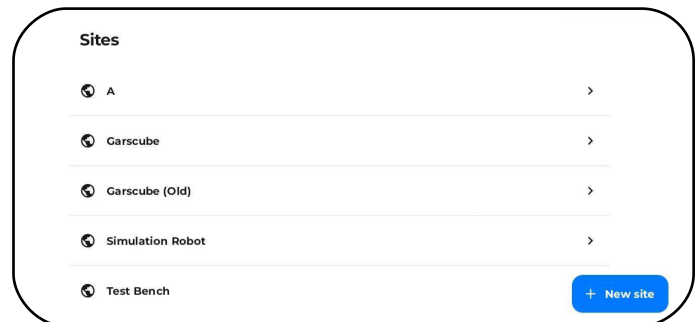 Sites
A
Garscube
Garscube (Old)
Simulation Robot
Test Bench
+ New site